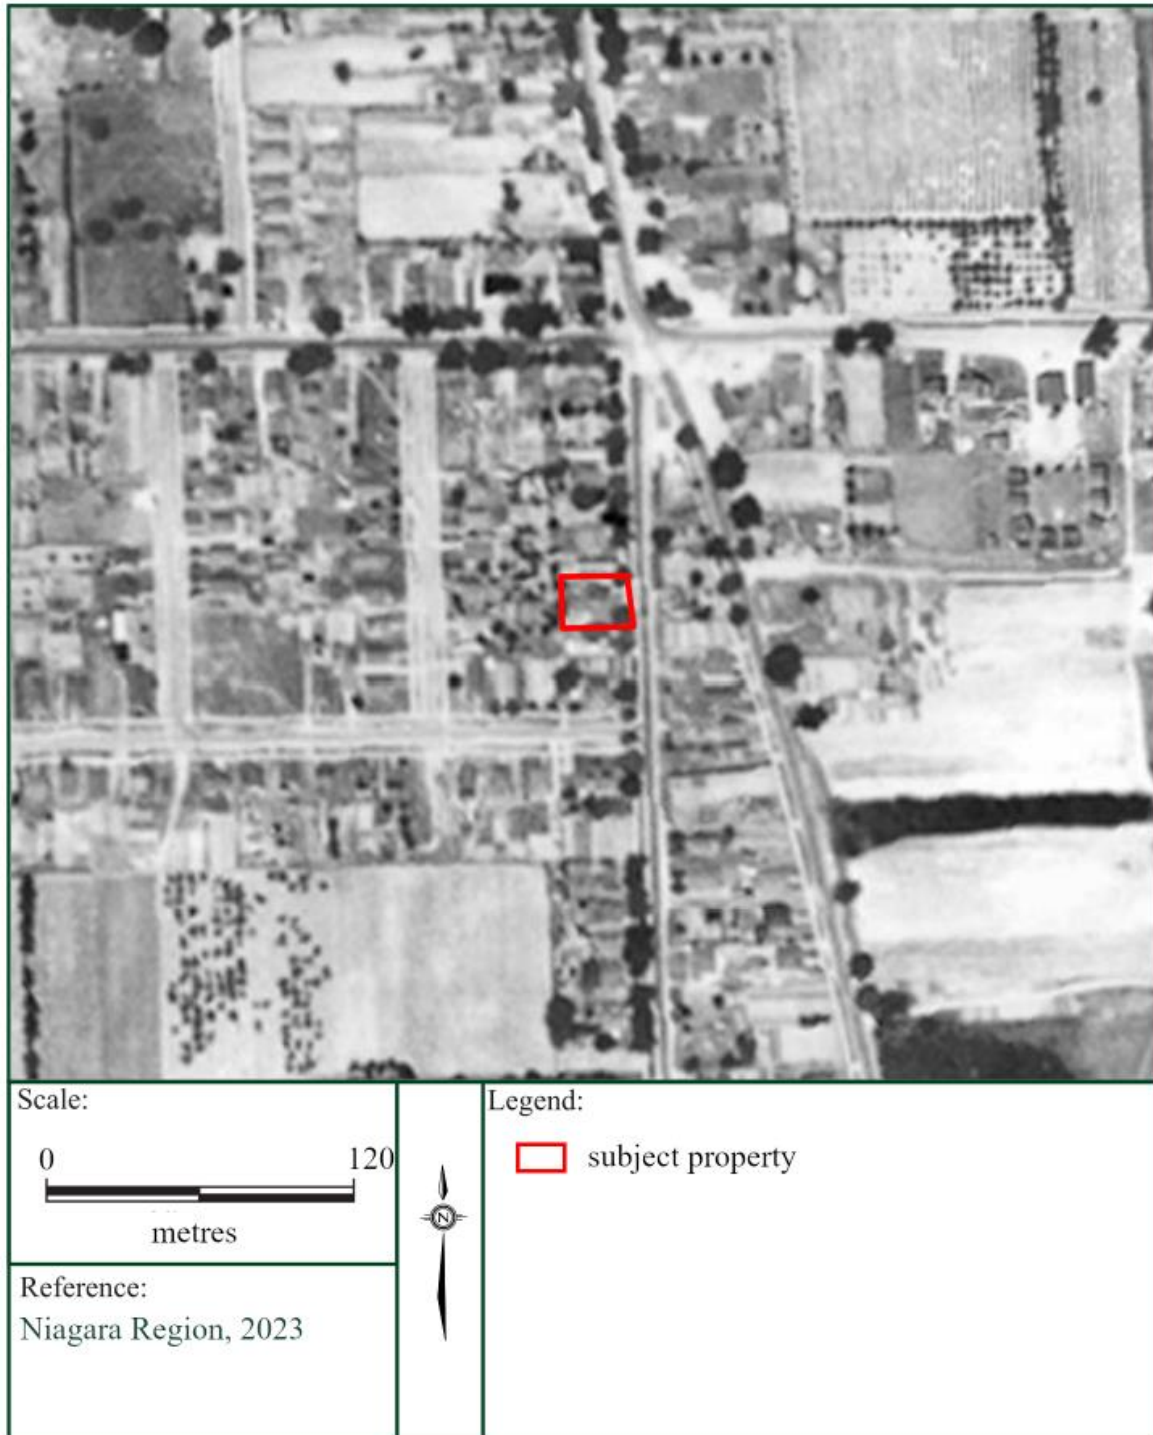 Scale:
0 120
metres
Reference:
Niagara Region, 2023
N
Legend:
subject property